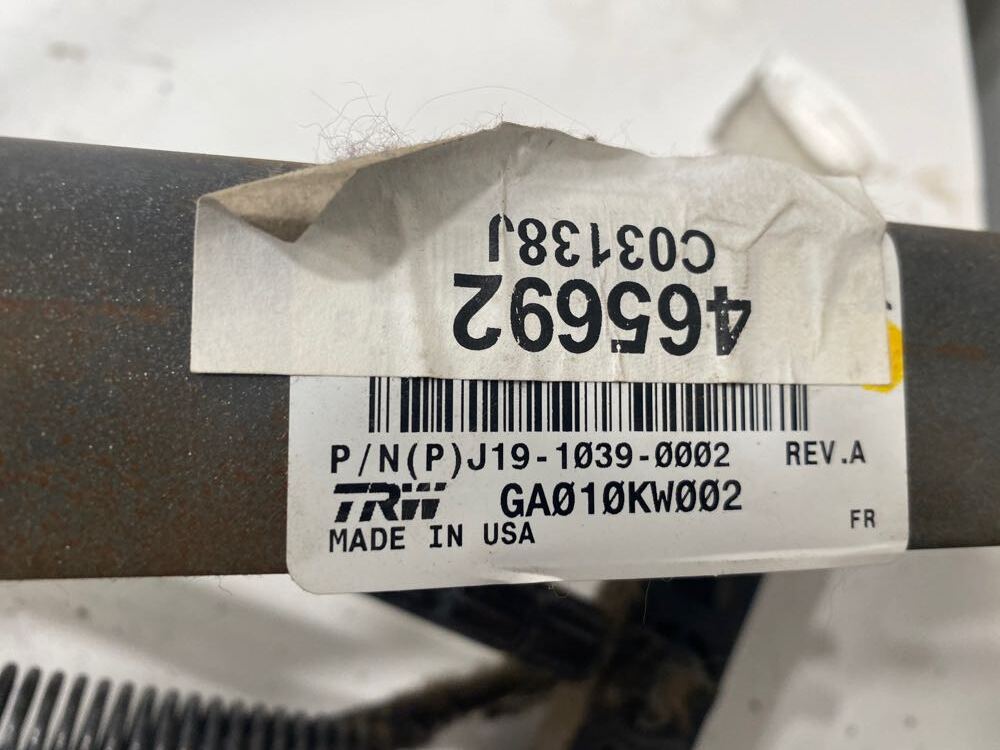 465692
C03138J
P/N(P)J19-1039-0002 REV.A
TRW GA010KW002
MADE IN USA FR